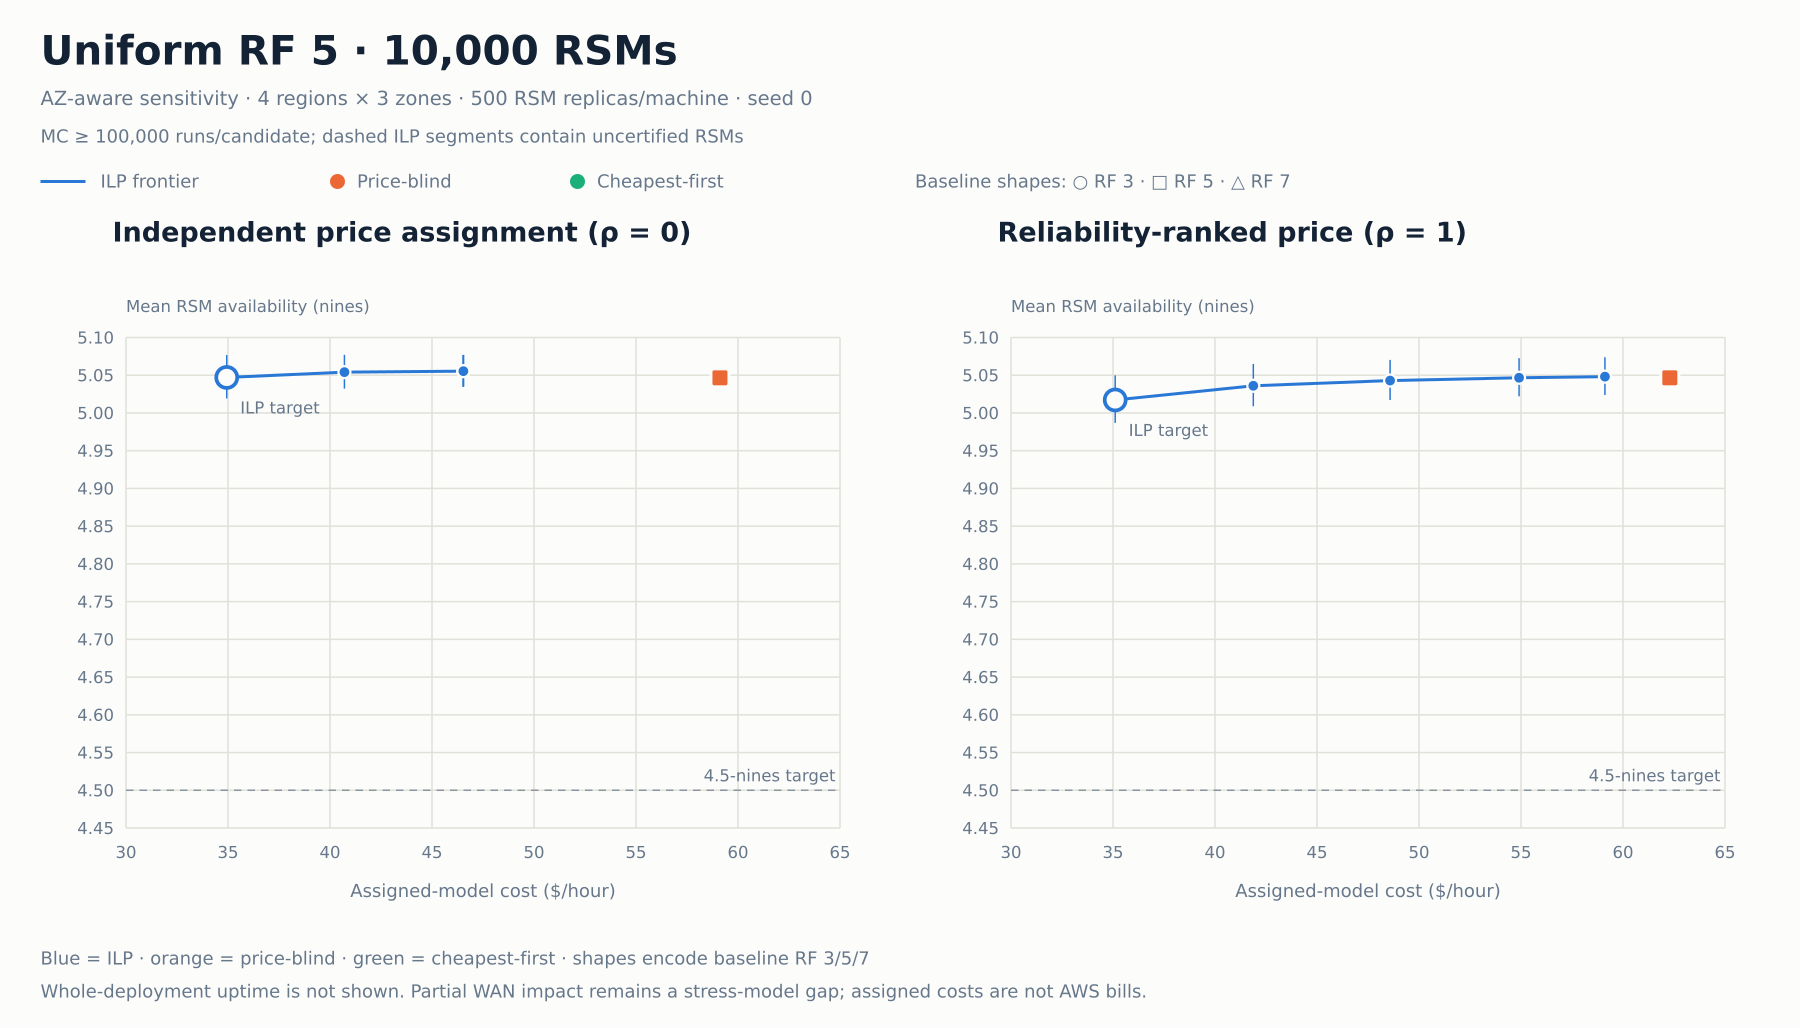 Uniform RF 5 · 10,000 RSMs
AZ-aware sensitivity · 4 regions × 3 zones · 500 RSM replicas/machine · seed 0
MC ≥ 100,000 runs/candidate; dashed ILP segments contain uncertified RSMs
ILP frontier
Price-blind
Cheapest-first
Baseline shapes: ○ RF 3 · □ RF 5 · △ RF 7
Independent price assignment (ρ = 0)
Mean RSM availability (nines)
5.10
5.05
5.00
4.95
4.90
4.85
4.80
4.75
4.70
4.65
4.60
4.55
4.50
4.45
ILP target
4.5-nines target
30 35 40 45 50 55 60 65
Assigned-model cost ($/hour)
Reliability-ranked price (ρ = 1)
Mean RSM availability (nines)
5.10
5.05
5.00
4.95
4.90
4.85
4.80
4.75
4.70
4.65
4.60
4.55
4.50
4.45
ILP target
4.5-nines target
30 35 40 45 50 55 60 65
Assigned-model cost ($/hour)
Blue = ILP · orange = price-blind · green = cheapest-first · shapes encode baseline RF 3/5/7
Whole-deployment uptime is not shown. Partial WAN impact remains a stress-model gap; assigned costs are not AWS bills.